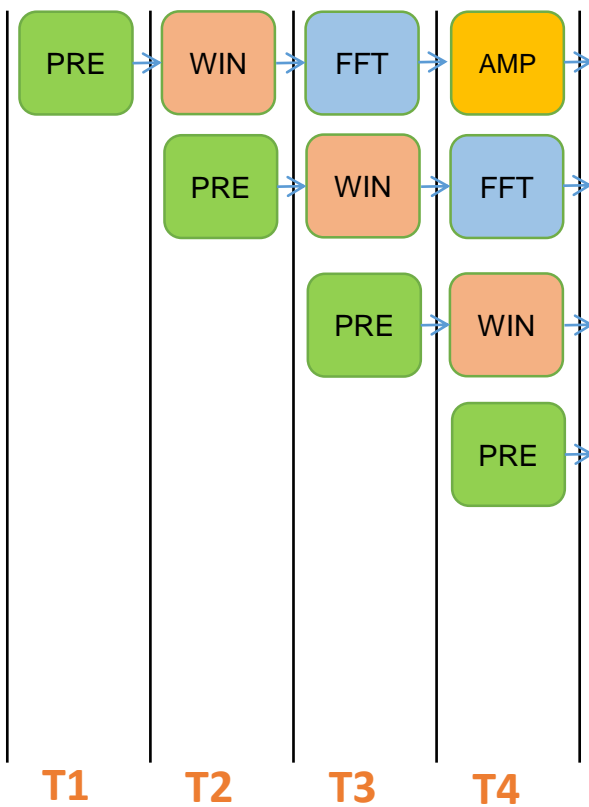 PRE WIN FFT AMP
PRE WIN FFT
PRE WIN
PRE
T1 T2 T3 T4